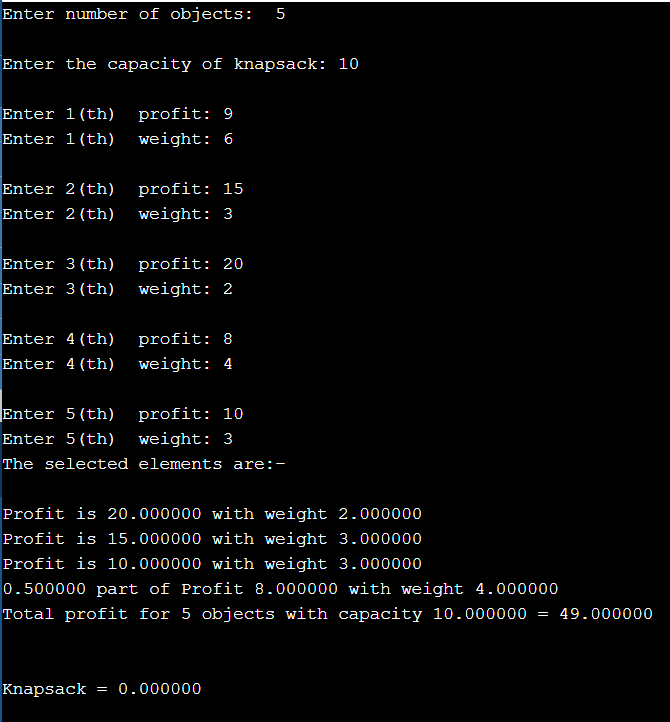 Enter number of objects:  5
Enter the capacity of knapsack: 10
Enter 1(th)  profit: 9
Enter 1(th)  weight: 6
Enter 2(th)  profit: 15
Enter 2(th)  weight: 3
Enter 3(th)  profit: 20
Enter 3(th)  weight: 2
Enter 4(th)  profit: 8
Enter 4(th)  weight: 4
Enter 5(th)  profit: 10
Enter 5(th)  weight: 3
The selected elements are:-
Profit is 20.000000 with weight 2.000000
Profit is 15.000000 with weight 3.000000
Profit is 10.000000 with weight 3.000000
0.500000 part of Profit 8.000000 with weight 4.000000
Total profit for 5 objects with capacity 10.000000 = 49.000000
Knapsack = 0.000000